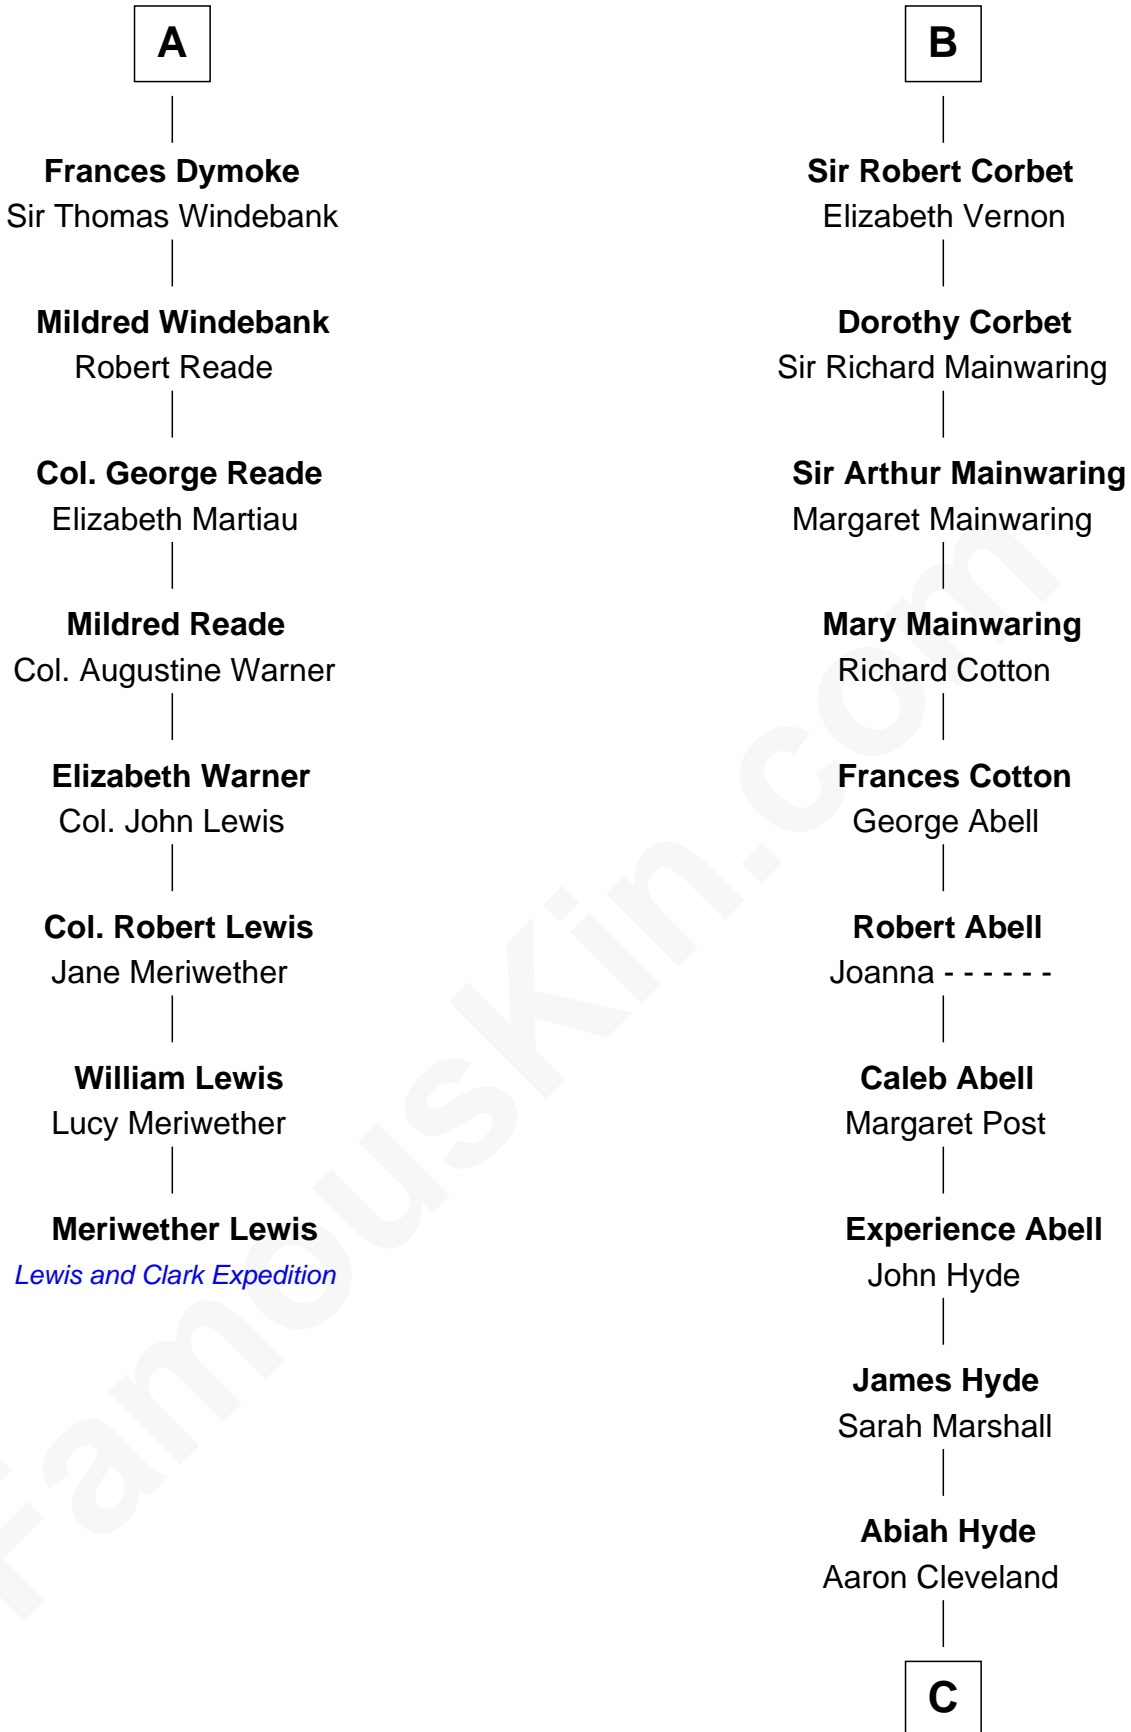 A
Frances Dymoke
Sir Thomas Windebank
Mildred Windebank
Robert Reade
Col. George Reade
Elizabeth Martiau
Mildred Reade
Col. Augustine Warner
Elizabeth Warner
Col. John Lewis
Col. Robert Lewis
Jane Meriwether
William Lewis
Lucy Meriwether
Meriwether Lewis
Lewis and Clark Expedition
B
Sir Robert Corbet
Elizabeth Vernon
Dorothy Corbet
Sir Richard Mainwaring
Sir Arthur Mainwaring
Margaret Mainwaring
Mary Mainwaring
Richard Cotton
Frances Cotton
George Abell
Robert Abell
Joanna - - - - - -
Caleb Abell
Margaret Post
Experience Abell
John Hyde
James Hyde
Sarah Marshall
Abiah Hyde
Aaron Cleveland
C
FamousKin.com